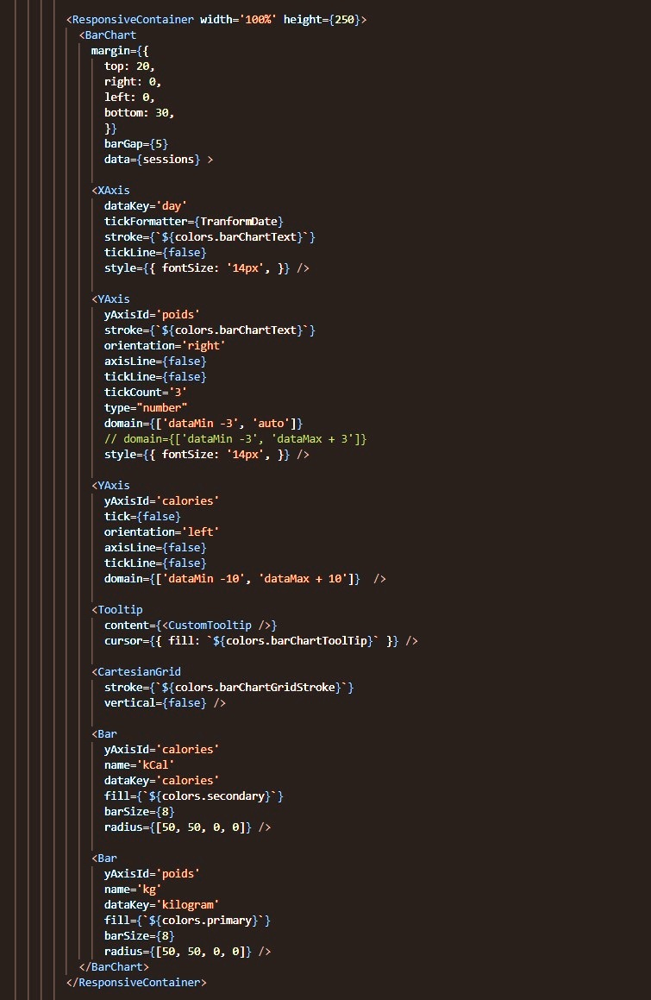 <ResponsiveContainer width='100%' height={250}>
<BarChart
margin={{
top: 20,
right: 0,
left: 0,
bottom: 30,
}}
barGap={5}
data={sessions} >
<XAxis
dataKey='day'
tickFormatter={TranformDate}
stroke={`${colors.barChartText}`}
tickLine={false}
style={{ fontSize: '14px', }} />
<YAxis
yAxisId='poids'
stroke={`${colors.barChartText}`}
orientation='right'
axisLine={false}
tickLine={false}
tickCount='3'
type="number"
domain={['dataMin -3', 'auto']}
// domain={['dataMin -3', 'dataMax + 3']}
style={{ fontSize: '14px', }} />
<YAxis
yAxisId='calories'
tick={false}
orientation='left'
axisLine={false}
tickLine={false}
domain={['dataMin -10', 'dataMax + 10']}  />
<Tooltip
content={<CustomTooltip />}
cursor={{ fill: `${colors.barChartToolTip}` }} />
<CartesianGrid
stroke={`${colors.barChartGridStroke}`}
vertical={false} />
<Bar
yAxisId='calories'
name='kCal'
dataKey='calories'
fill={`${colors.secondary}`}
barSize={8}
radius={[50, 50, 0, 0]} />
<Bar
yAxisId='poids'
name='kg'
dataKey='kilogram'
fill={`${colors.primary}`}
barSize={8}
radius={[50, 50, 0, 0]} />
</BarChart>
</ResponsiveContainer>